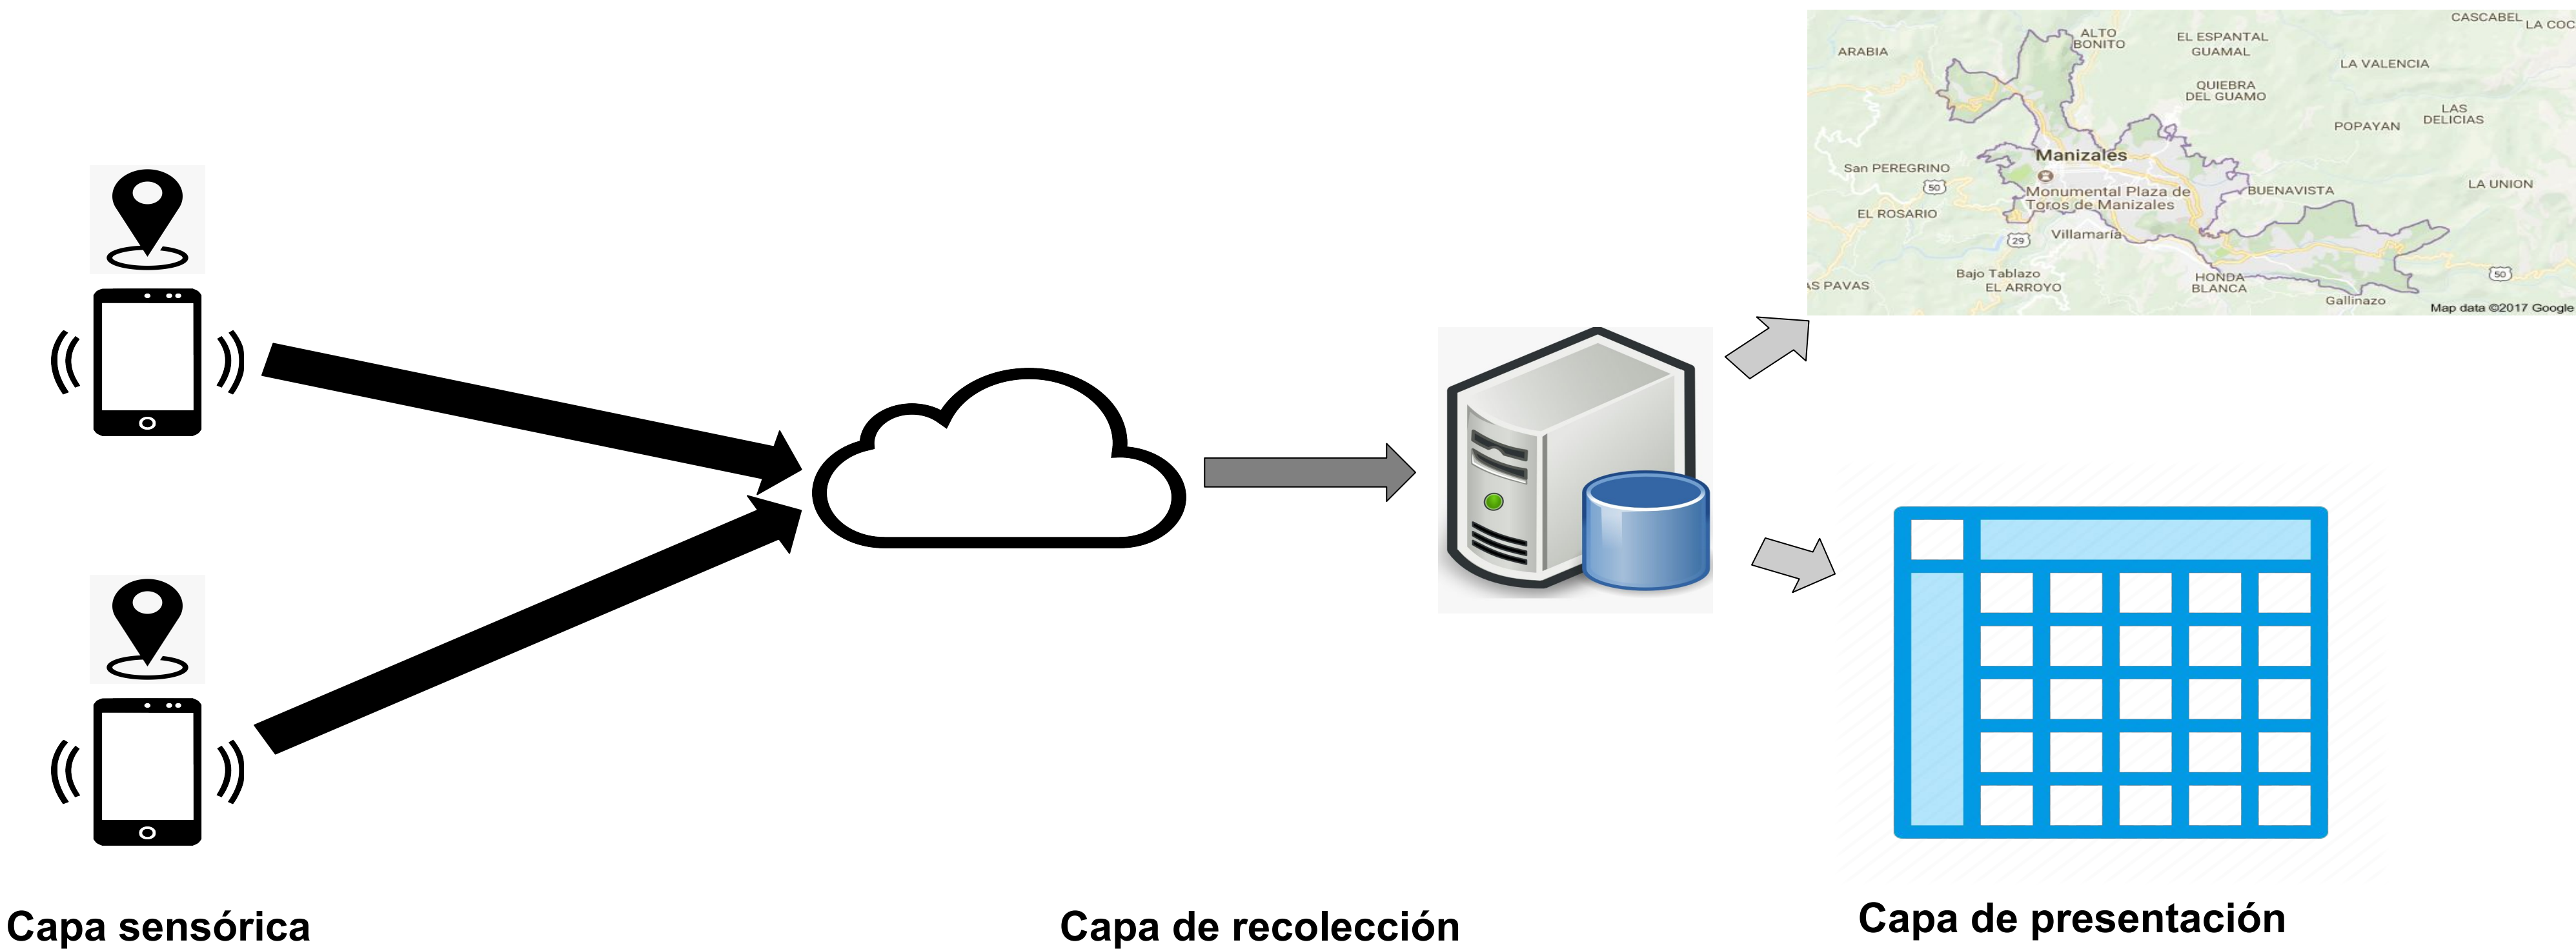 CASCABEL
LA COC
ALTO
BONITO
EL ESPANTAL
GUAMAL
ARABIA
LA VALENCIA
QUIEBRA
DEL GUAMO
LAS
DELICIAS
POPAYAN
Manizales
San PEREGRINO
50
Monumental Plaza de
Toros de Manizales
BUENAVISTA
LA UNION
EL ROSARIO
29
Villamaría
Bajo Tablazo
EL ARROYO
HONDA
BLANCA
50
AS PAVAS
Gallinazo
Map data ©2017 Google
Capa sensórica
Capa de recolección
Capa de presentación